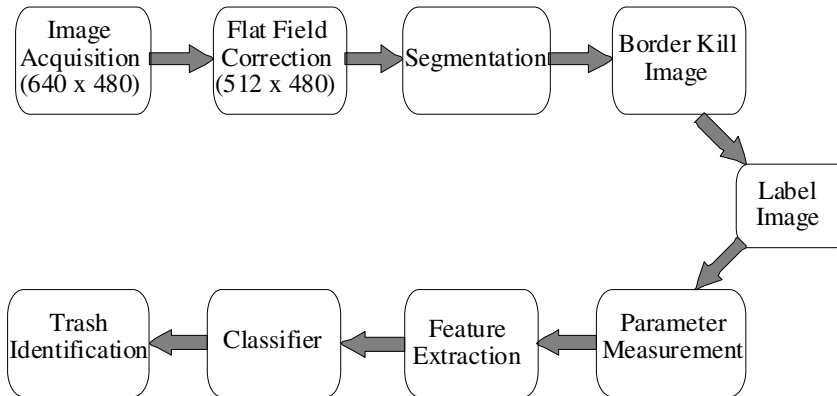 Image
Acquisition
(640 x 480)
Flat Field
Correction
(512 x 480)
Segmentation
Border Kill
Image
Label
Image
Parameter
Measurement
Feature
Extraction
Classifier
Trash
Identification